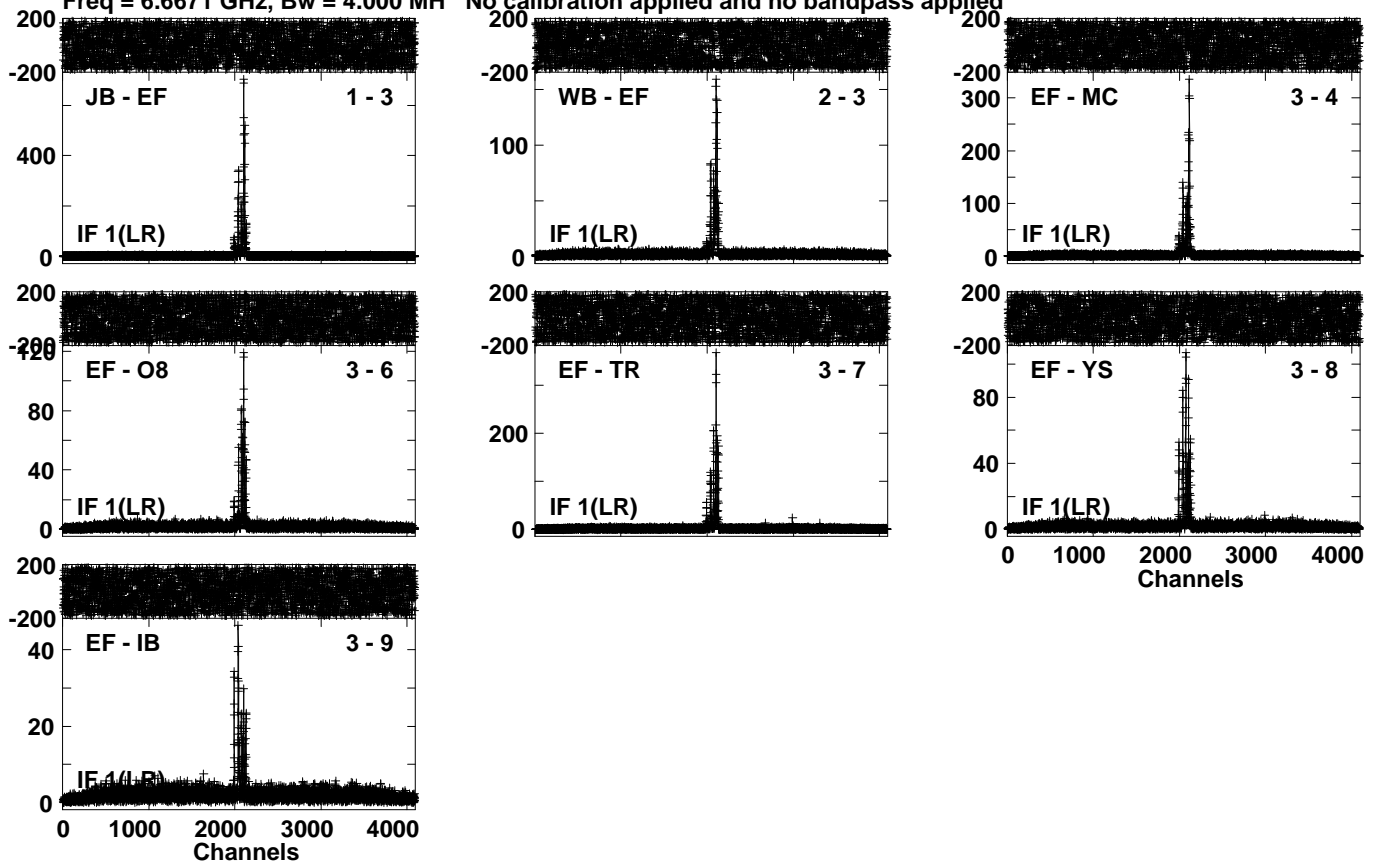 Freq = 6.6671 GHz, Bw = 4.000 MH No calibration applied and no bandpass applied
200 200 200
-200 -200 -200
JB - EF 1 - 3 WB - EF 2 - 3 EF - MC 3 - 4
300
400 100 200
100
IF 1(LR) IF 1(LR) IF 1(LR)
0 0 0
200 200 200
-200 -200 -200
120
EF - O8 3 - 6 EF - TR 3 - 7 EF - YS 3 - 8
80 200 80
40 40
IF 1(LR) IF 1(LR) IF 1(LR)
0 0 0
0 1000 2000 3000 4000
Channels
200
-200
EF - IB 3 - 9
40
20
IF 1(LR)
0
0 1000 2000 3000 4000
Channels